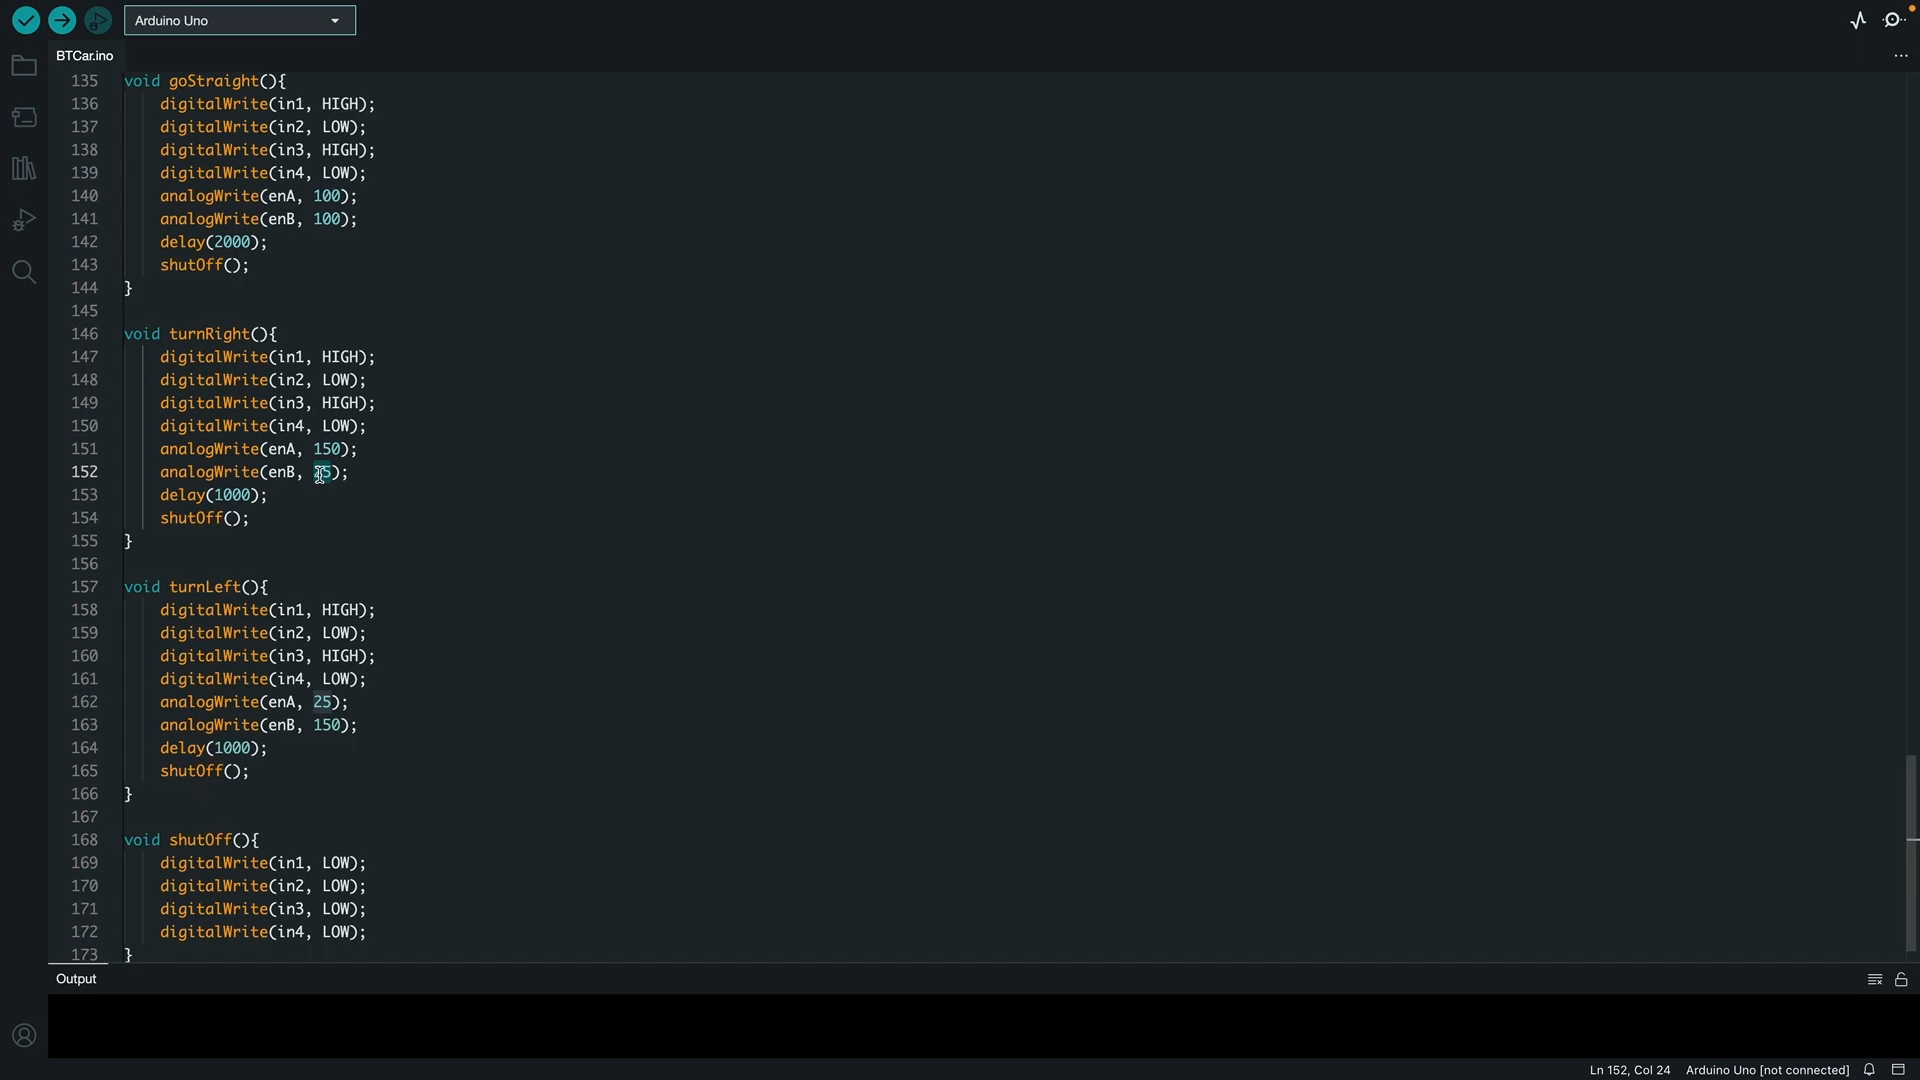 Arduino Uno
BTCar.ino
...
135 void goStraight(){
136 digitalWrite(in1, HIGH);
137 digitalWrite(in2, LOW);
138 digitalWrite(in3, HIGH);
139 digitalWrite(in4, LOW);
140 analogWrite(enA, 100);
141 analogWrite(enB, 100);
142 delay(2000);
143 shutOff();
144 }
145
146 void turnRight(){
147 digitalWrite(in1, HIGH);
148 digitalWrite(in2, LOW);
149 digitalWrite(in3, HIGH);
150 digitalWrite(in4, LOW);
151 analogWrite(enA, 150);
152 analogWrite(enB, 25);
153 delay(1000);
154 shutOff();
155 }
156
157 void turnLeft(){
158 digitalWrite(in1, HIGH);
159 digitalWrite(in2, LOW);
160 digitalWrite(in3, HIGH);
161 digitalWrite(in4, LOW);
162 analogWrite(enA, 25);
163 analogWrite(enB, 150);
164 delay(1000);
165 shutOff();
166 }
167
168 void shutOff(){
169 digitalWrite(in1, LOW);
170 digitalWrite(in2, LOW);
171 digitalWrite(in3, LOW);
172 digitalWrite(in4, LOW);
173 }
Output
Ln 152, Col 24 Arduino Uno [not connected]